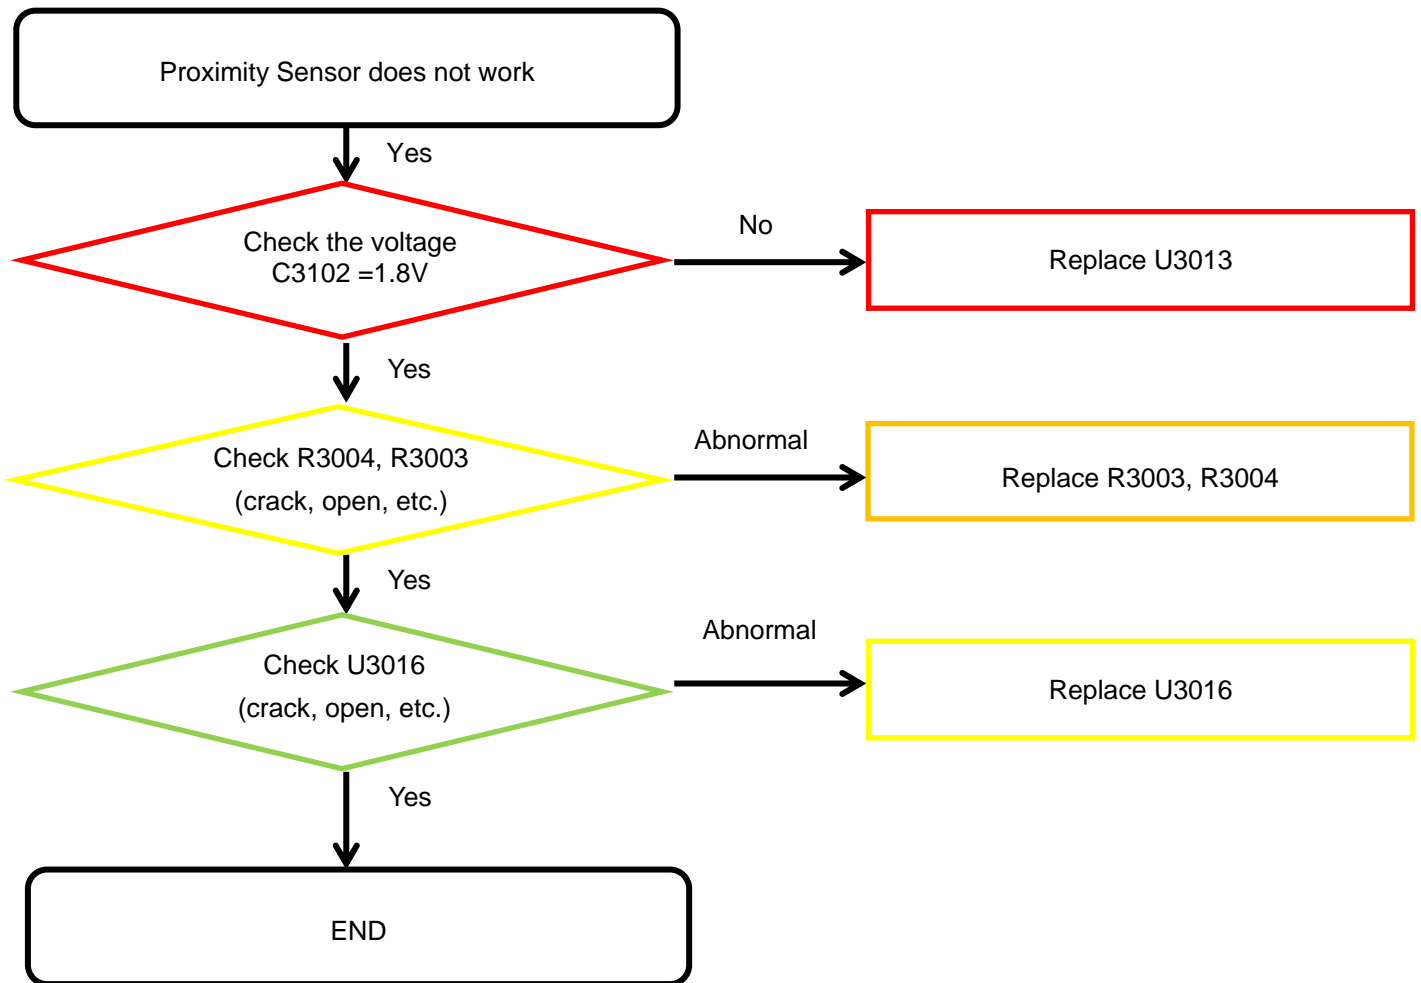 Proximity Sensor does not work
Yes
Check the voltage
C3102 =1.8V
No
Replace U3013
Yes
Check R3004, R3003
(crack, open, etc.)
Abnormal
Replace R3003, R3004
Yes
Check U3016
(crack, open, etc.)
Abnormal
Replace U3016
Yes
END